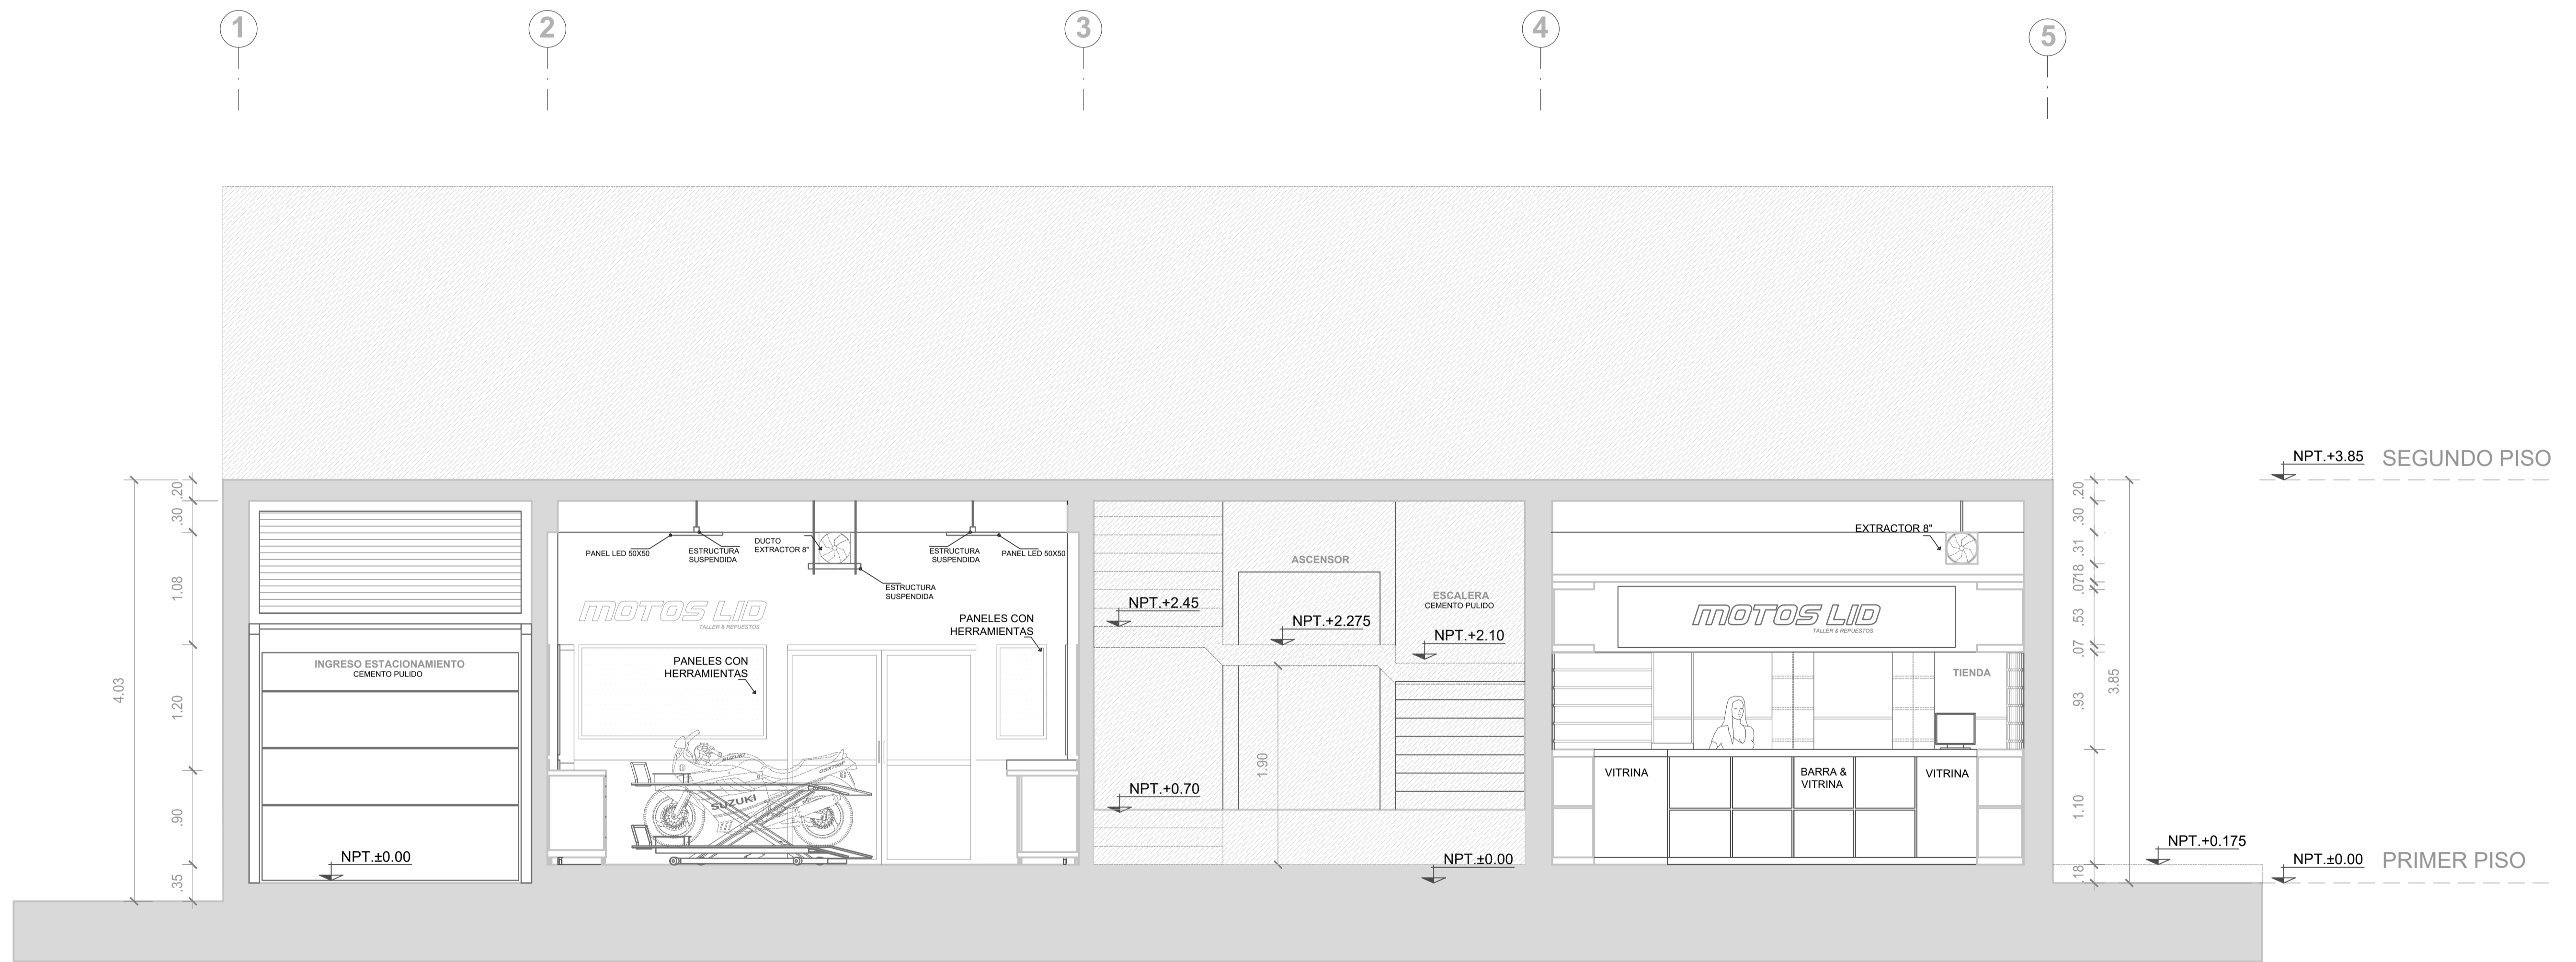 1
2
3
4
5
NPT.+3.85 SEGUNDO PISO
.20
.30
1.08
1.20
.90
.35
4.03
INGRESO ESTACIONAMIENTO
CEMENTO PULIDO
NPT.±0.00
PANEL LED 50X50
ESTRUCTURA
SUSPENDIDA
DUCTO
EXTRACTOR 8"
ESTRUCTURA
SUSPENDIDA
ESTRUCTURA
SUSPENDIDA
PANEL LED 50X50
MOTOS LID
TALLER & REPUESTOS
PANELES CON
HERRAMIENTAS
PANELES CON
HERRAMIENTAS
SUZUKI
SUZUKI
NPT.+2.45
ASCENSOR
NPT.+2.275
ESCALERA
CEMENTO PULIDO
NPT.+2.10
1.90
NPT.+0.70
NPT.±0.00
EXTRACTOR 8"
MOTOS LID
TALLER & REPUESTOS
TIENDA
VITRINA
BARRA &
VITRINA
VITRINA
.20
.30
.31
.18
.07
.53
.07
.93
1.10
.18
3.85
NPT.+0.175
NPT.±0.00 PRIMER PISO